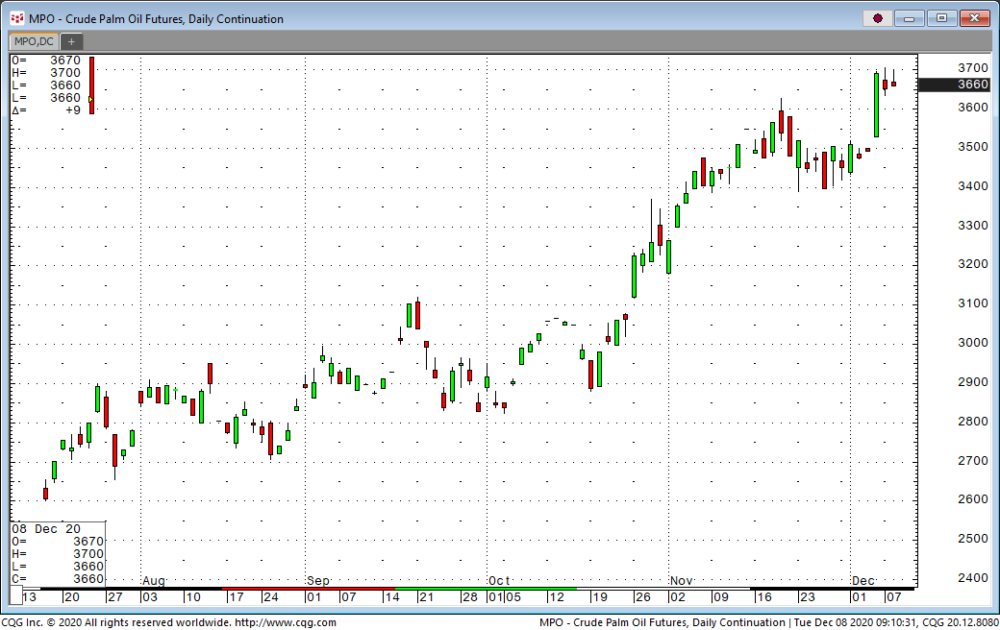 MPO - Crude Palm Oil Futures, Daily Continuation
MPO,DC +
O= 3670
H= 3700
L= 3660
L= 3660
Δ= +9
3700
3660
3600
3500
3400
3300
3200
3100
3000
2900
2800
2700
2600
2500
2400
08 Dec 20
O= 3670
H= 3700
L= 3660
C= 3660
Aug Sep Oct Nov Dec
13 20 27 03 10 17 24 01 07 14 21 28 01 05 12 19 26 02 09 16 23 01 07
CQG Inc. © 2020 All rights reserved worldwide. http://www.cqg.com
MPO - Crude Palm Oil Futures, Daily Continuation | Tue Dec 08 2020 09:10:31, CQG 20.12.8080